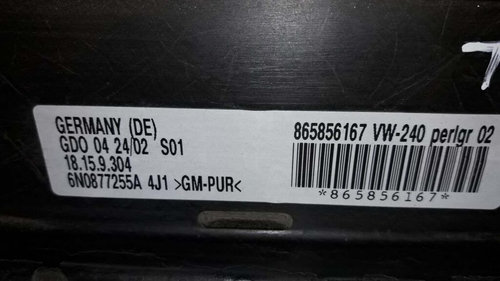 GERMANY (DE)
GDO 04 24/02 S01
18.15.9.304
6N0877255A 4J1 >GM-PUR<
865856167 VW-240 perlgr 02
*865856167*